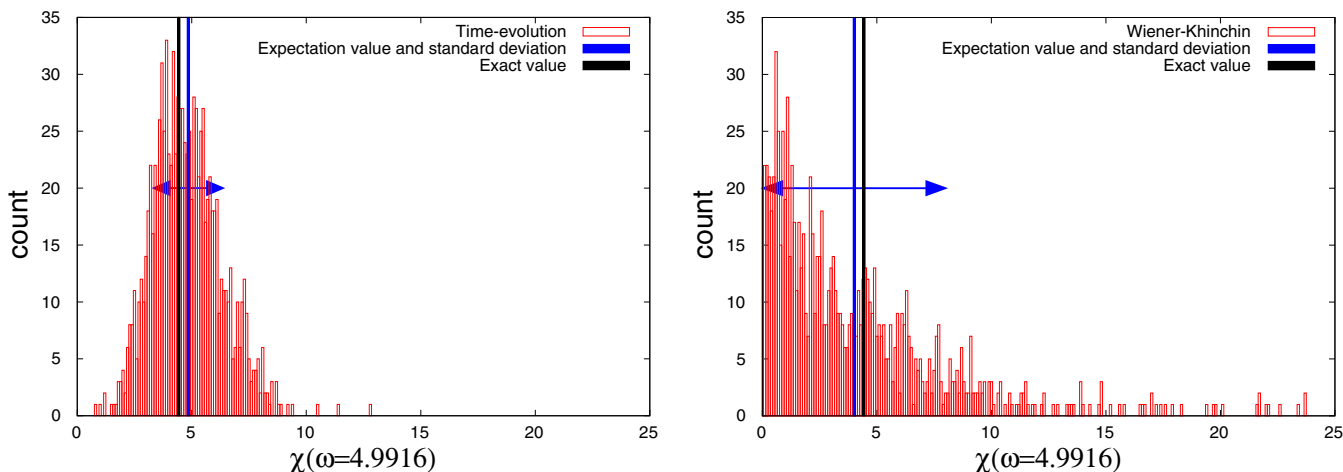 35
30
25
20
15
10
5
0
count
Time-evolution
Expectation value and standard deviation
Exact value
0 5 10 15 20 25
χ(ω=4.9916)
35
30
25
20
15
10
5
0
count
Wiener-Khinchin
Expectation value and standard deviation
Exact value
0 5 10 15 20 25
χ(ω=4.9916)